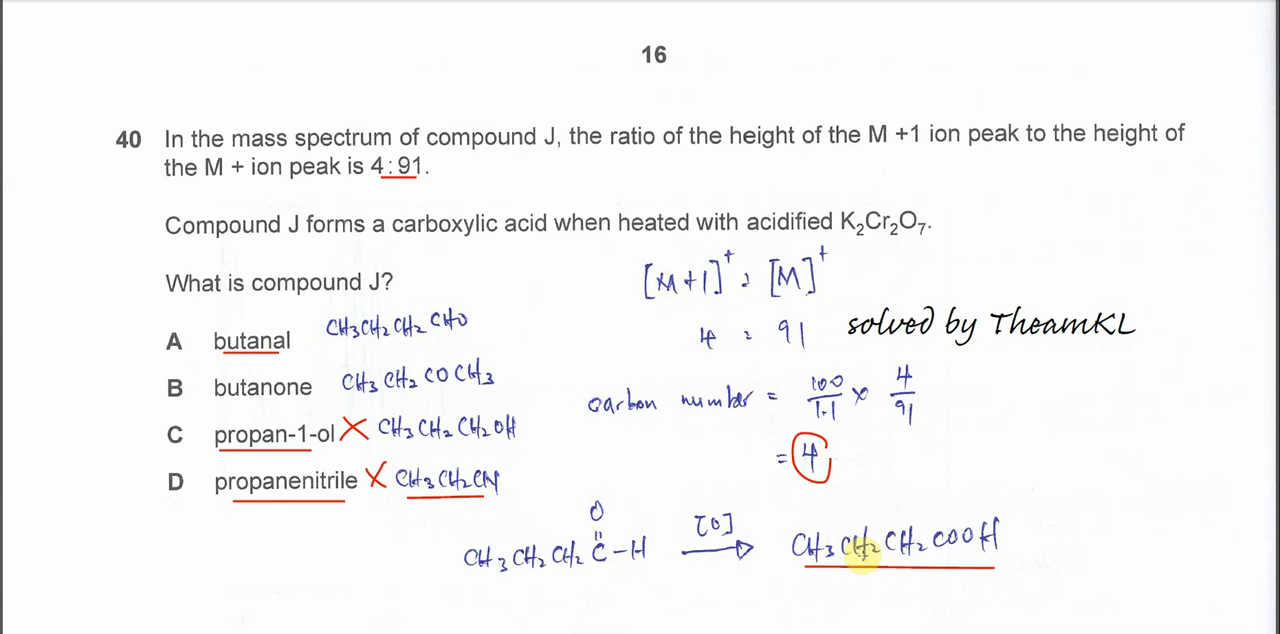 16
40 In the mass spectrum of compound J, the ratio of the height of the M +1 ion peak to the height of
the M + ion peak is 4:91.
Compound J forms a carboxylic acid when heated with acidified K₂Cr₂O₇.
What is compound J?
[M+1]⁺ : [M]⁺
4 : 91
solved by TheamKL
A butanal CH₃CH₂CH₂CHO
B butanone CH₃CH₂COCH₃
C propan-1-ol X CH₃CH₂CH₂OH
D propanenitrile X CH₃CH₂CN
carbon number = 100/1.1 × 4/91
= 4
O
CH₃CH₂CH₂C–H [O] → CH₃CH₂CH₂COOH